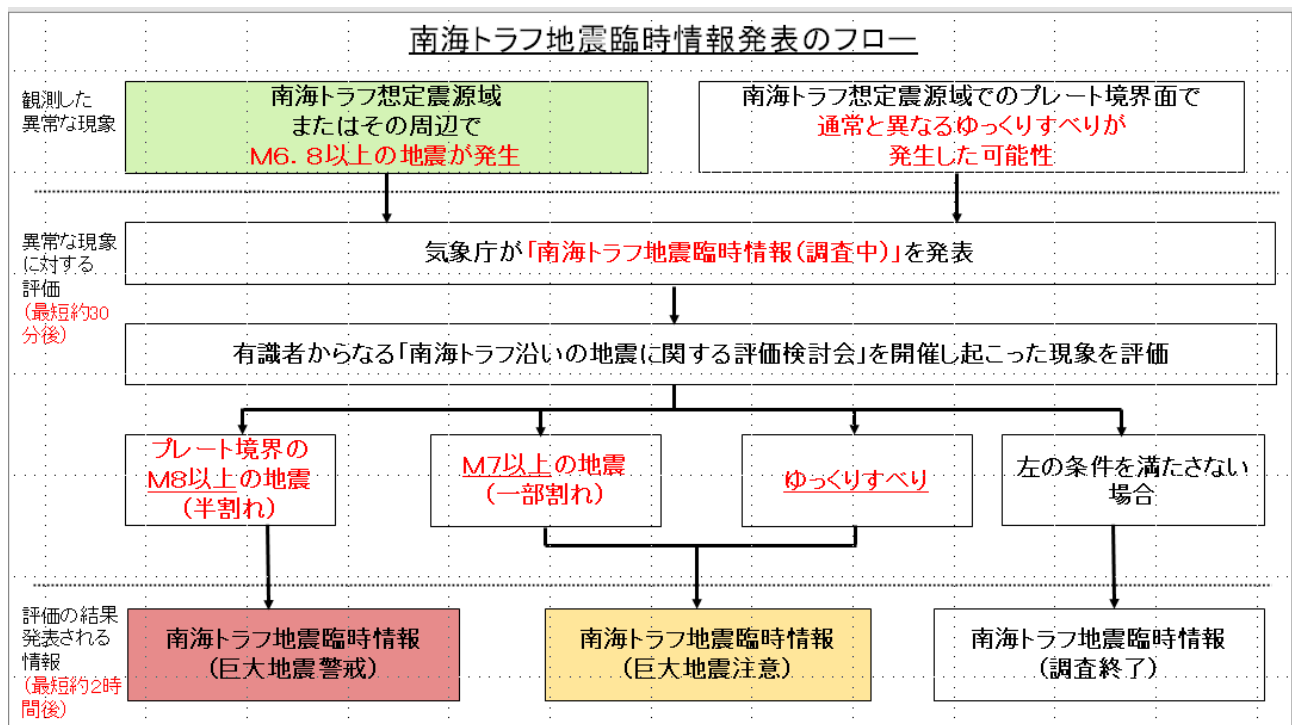 南海トラフ地震臨時情報発表のフロー
観測した
異常な現象
南海トラフ想定震源域
またはその周辺で
M6.8以上の地震が発生
南海トラフ想定震源域でのプレート境界面で
通常と異なるゆっくりすべりが
発生した可能性
異常な現象
に対する
評価
(最短約30
分後)
気象庁が「南海トラフ地震臨時情報(調査中)」を発表
有識者からなる「南海トラフ沿いの地震に関する評価検討会」を開催し起こった現象を評価
プレート境界の
M8以上の地震
(半割れ)
M7以上の地震
(一部割れ)
ゆっくりすべり
左の条件を満たさない
場合
評価の結果
発表される
情報
(最短約2時
間後)
南海トラフ地震臨時情報
(巨大地震警戒)
南海トラフ地震臨時情報
(巨大地震注意)
南海トラフ地震臨時情報
(調査終了)